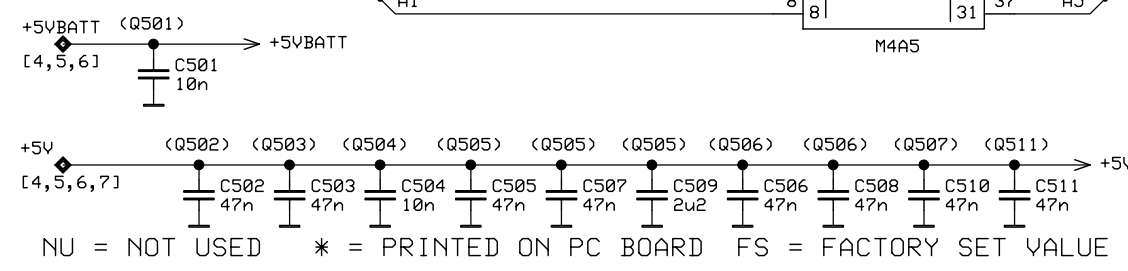 A1 8 8 31 37 A5
M4A5
+5VBATT (Q501) +5VBATT
[4,5,6] C501
10n
+5V (Q502) (Q503) (Q504) (Q505) (Q505) (Q505) (Q506) (Q506) (Q507) (Q511) +5V
[4,5,6,7] C502 C503 C504 C505 C507 C509 C506 C508 C510 C511
47n 47n 10n 47n 47n 2u2 47n 47n 47n 47n
NU = NOT USED * = PRINTED ON PC BOARD FS = FACTORY SET VALUE